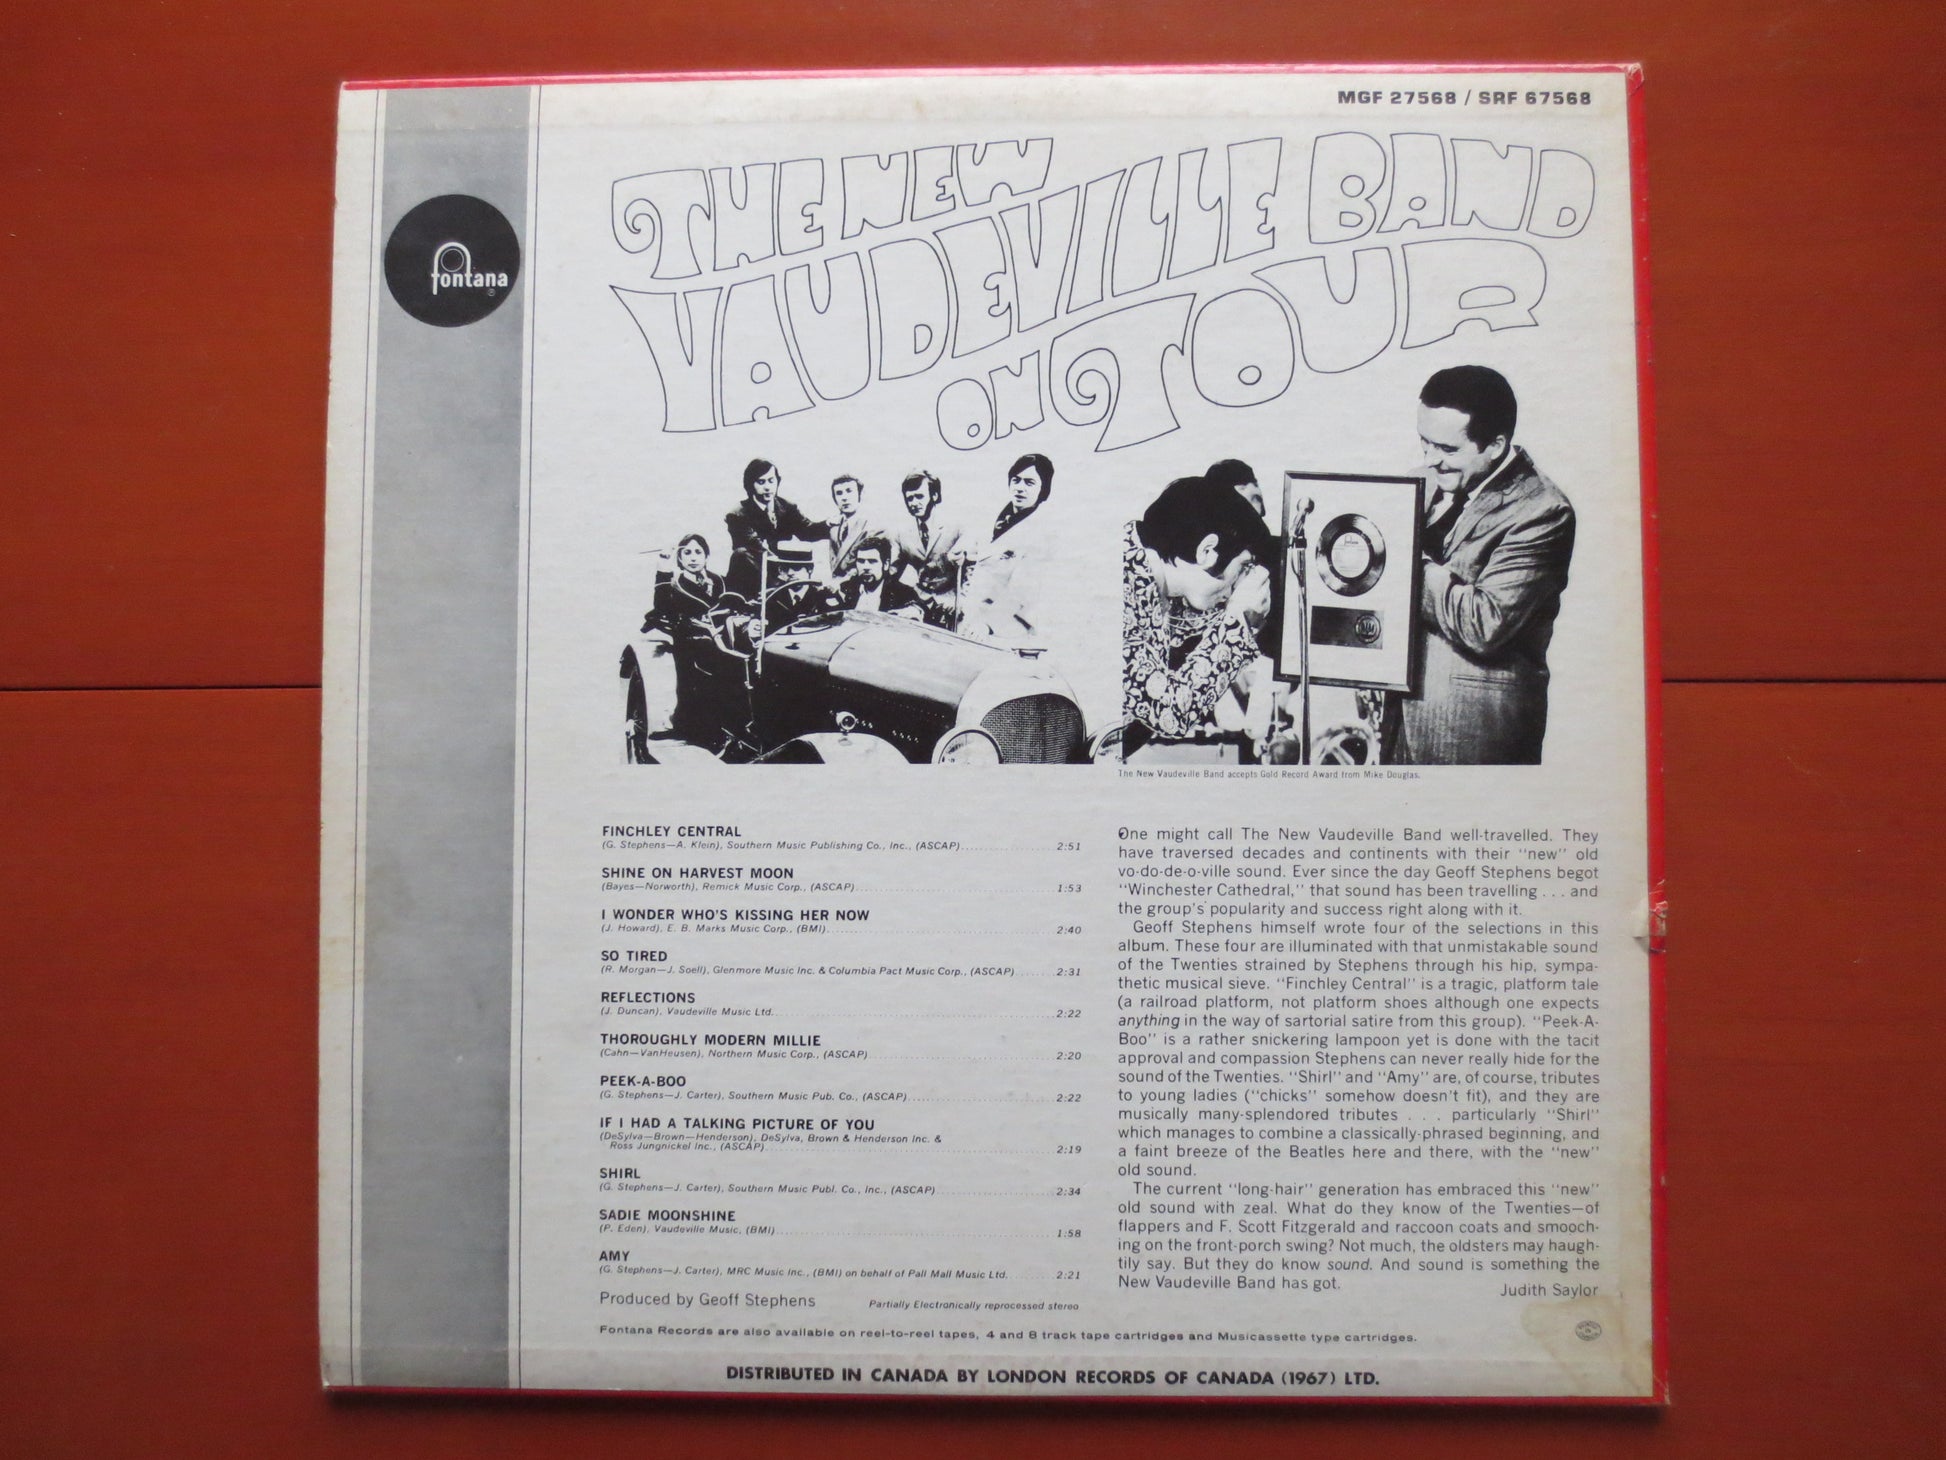 MGF 27568 / SRF 67568
THE NEW
VAUDEVILLE BAND
ON TOUR
fontana
The New Vaudeville Band accepts Gold Record Award from Mike Douglas.
FINCHLEY CENTRAL
(G. Stephens—A. Klein), Southern Music Publishing Co., Inc., (ASCAP)................2:51
SHINE ON HARVEST MOON
(Bayes—Norworth), Remick Music Corp., (ASCAP)................1:53
I WONDER WHO'S KISSING HER NOW
(J. Howard), E. B. Marks Music Corp., (BMI)................2:40
SO TIRED
(R. Morgan—J. Soell), Glenmore Music Inc. & Columbia Pact Music Corp., (ASCAP)........2:31
REFLECTIONS
(J. Duncan), Vaudeville Music Ltd.................2:22
THOROUGHLY MODERN MILLIE
(Cahn—VanHeusen), Northern Music Corp., (ASCAP)................2:20
PEEK-A-BOO
(G. Stephens—J. Carter), Southern Music Pub. Co., (ASCAP)................2:22
IF I HAD A TALKING PICTURE OF YOU
(DeSylva—Brown—Henderson), DeSylva, Brown & Henderson Inc. &
Ross Jungnickel Inc., (ASCAP)................2:19
SHIRL
(G. Stephens—J. Carter), Southern Music Publ. Co., Inc., (ASCAP)................2:34
SADIE MOONSHINE
(P. Eden), Vaudeville Music, (BMI)................1:58
AMY
(G. Stephens—J. Carter), MRC Music Inc., (BMI) on behalf of Pall Mall Music Ltd.........2:21
Produced by Geoff Stephens
Partially Electronically reprocessed stereo
One might call The New Vaudeville Band well-travelled. They
have traversed decades and continents with their "new" old
vo-do-de-o-ville sound. Ever since the day Geoff Stephens begot
"Winchester Cathedral," that sound has been travelling . . . and
the group's popularity and success right along with it.
Geoff Stephens himself wrote four of the selections in this
album. These four are illuminated with that unmistakable sound
of the Twenties strained by Stephens through his hip, sympa-
thetic musical sieve. "Finchley Central" is a tragic, platform tale
(a railroad platform, not platform shoes although one expects
anything in the way of sartorial satire from this group). "Peek-A-
Boo" is a rather snickering lampoon yet is done with the tacit
approval and compassion Stephens can never really hide for the
sound of the Twenties. "Shirl" and "Amy" are, of course, tributes
to young ladies ("chicks" somehow doesn't fit), and they are
musically many-splendored tributes . . . particularly "Shirl"
which manages to combine a classically-phrased beginning, and
a faint breeze of the Beatles here and there, with the "new"
old sound.
The current "long-hair" generation has embraced this "new"
old sound with zeal. What do they know of the Twenties—of
flappers and F. Scott Fitzgerald and raccoon coats and smooch-
ing on the front-porch swing? Not much, the oldsters may haugh-
tily say. But they do know sound. And sound is something the
New Vaudeville Band has got.
Judith Saylor
Fontana Records are also available on reel-to-reel tapes, 4 and 8 track tape cartridges and Musicassette type cartridges.
DISTRIBUTED IN CANADA BY LONDON RECORDS OF CANADA (1967) LTD.